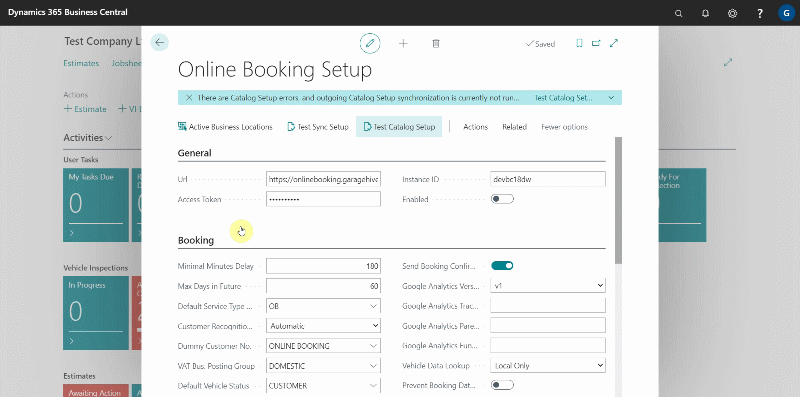 Dynamics 365 Business Central
?
G
Test Company L
Saved
Online Booking Setup
Estimates
Jobshee
There are Catalog Setup errors, and outgoing Catalog Setup synchronization is currently not run...
Test Catalog Set...
Actions
+ Estimate
+ VI
Active Business Locations
Test Sync Setup
Test Catalog Setup
Actions
Related
Fewer options
Activities
General
User Tasks
My Tasks Due
0
Url
https://onlinebooking.garagehive
Instance ID
devbc18dw
Access Token
••••••••••
Enabled
Booking
Vehicle Inspections
In Progress
0
Minimal Minutes Delay
180
Send Booking Confir...
Max Days in Future
60
Google Analytics Vers...
v1
Default Service Type ...
OB
Google Analytics Trac...
Customer Recognitio...
Automatic
Google Analytics Pare...
Dummy Customer No.
ONLINE BOOKING
Google Analytics Fun...
VAT Bus. Posting Group
DOMESTIC
Vehicle Data Lookup
Local Only
Default Vehicle Status
CUSTOMER
Prevent Booking Dat...
Estimates
Awaiting Action